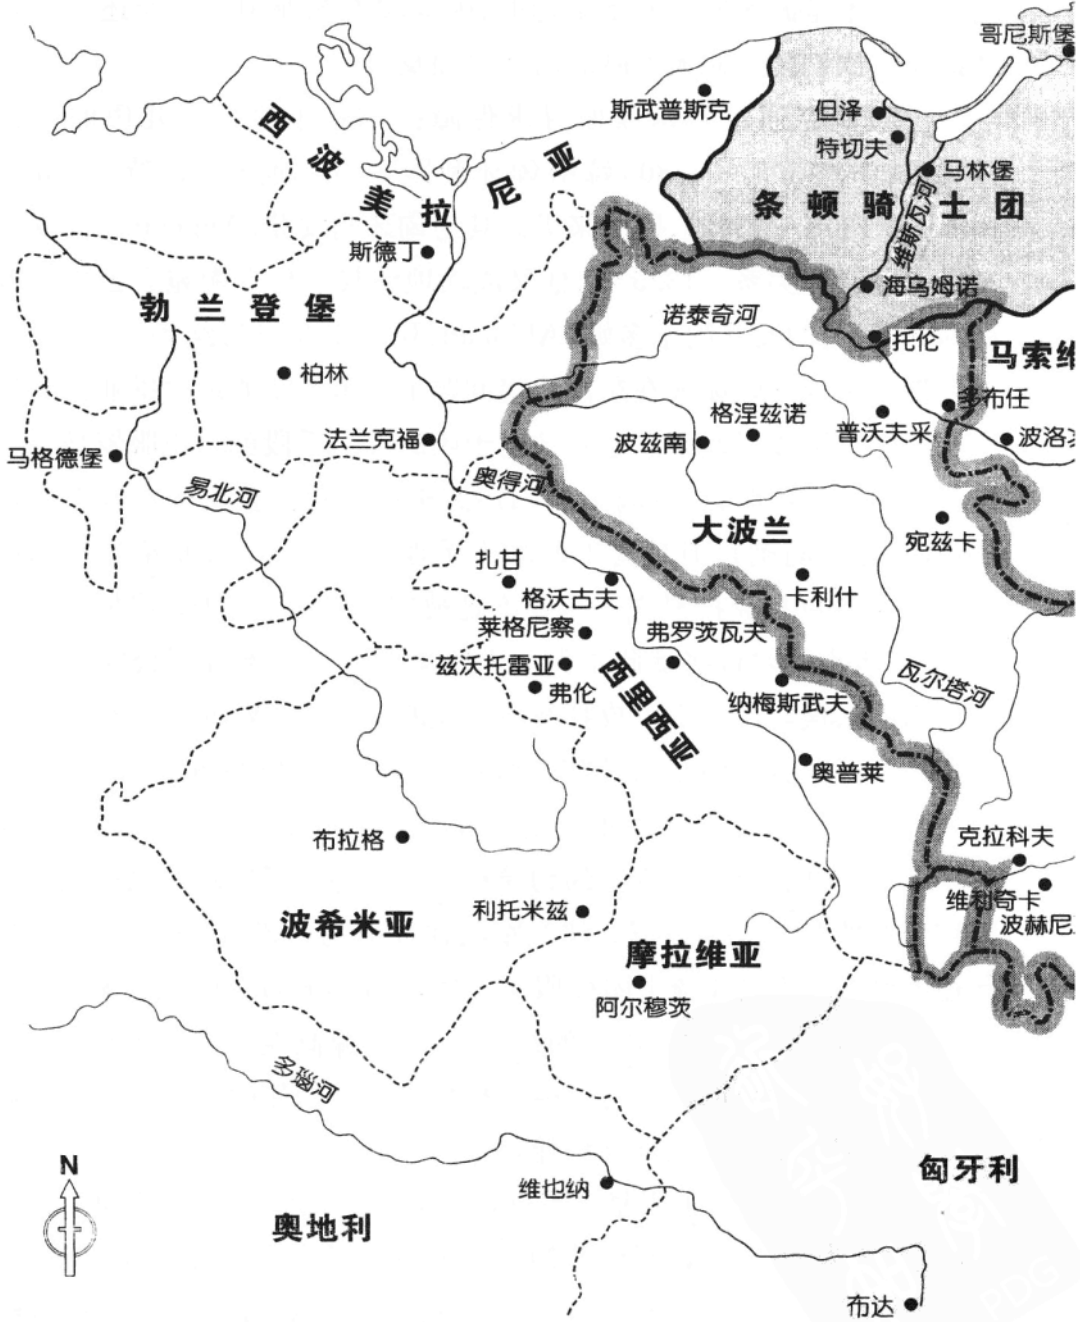 哥尼斯堡
斯武普斯克
但泽
特切夫
马林堡
西波美拉尼亚
条顿骑士团
维斯瓦河
斯德丁
海乌姆诺
勃兰登堡
诺泰奇河
托伦
马索维
柏林
多布任
格涅兹诺
普沃夫采
法兰克福
波兹南
波洛
马格德堡
易北河
奥得河
大波兰
宛兹卡
扎甘
格沃古夫
卡利什
莱格尼察
弗罗茨瓦夫
兹沃托雷亚
西里西亚
弗伦
纳梅斯武夫
瓦尔塔河
奥普莱
布拉格
克拉科夫
维利奇卡
利托米兹
波希米亚
波赫尼
摩拉维亚
阿尔穆茨
多瑙河
N
匈牙利
维也纳
奥地利
布达
PDG